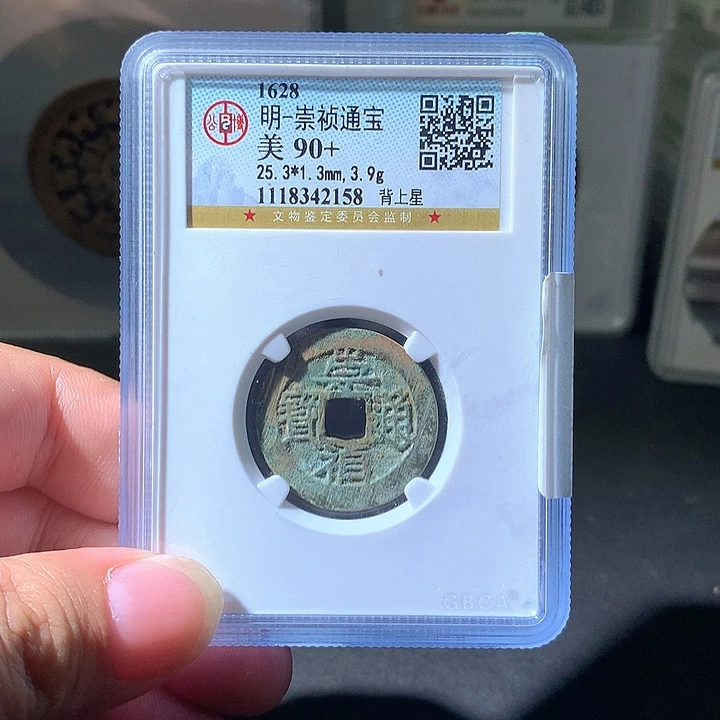 1628
明-崇祯通宝
美 90+
25.3*1.3mm,3.9g
1118342158 背上星
★ 文物鉴定委员会监制 ★
崇
寶 通
禎
GBCA